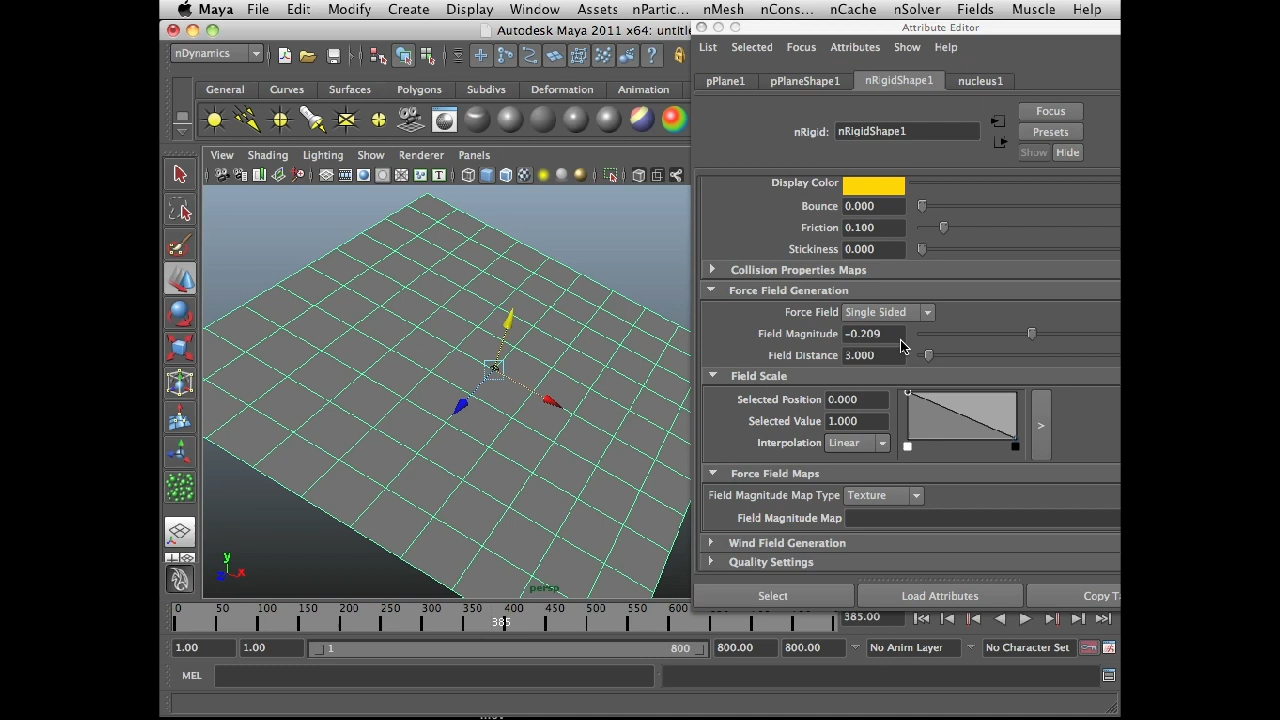 Maya File Edit Modify Create Display Window Assets nPartic... nMesh nCons... nCache nSolver Fields Muscle Help
Autodesk Maya 2011 x64: untitle
Attribute Editor
nDynamics
List Selected Focus Attributes Show Help
General Curves Surfaces Polygons Subdivs Deformation Animation
pPlane1 pPlaneShape1 nRigidShape1 nucleus1
nRigid: nRigidShape1
Focus
Presets
Show Hide
View Shading Lighting Show Renderer Panels
Display Color
Bounce 0.000
Friction 0.100
Stickiness 0.000
Collision Properties Maps
Force Field Generation
Force Field Single Sided
Field Magnitude -0.209
Field Distance 3.000
Field Scale
Selected Position 0.000
Selected Value 1.000
Interpolation Linear
>
Force Field Maps
Field Magnitude Map Type Texture
Field Magnitude Map
Wind Field Generation
Quality Settings
Select Load Attributes Copy T
y
z x
persp
0 50 100 150 200 250 300 350 400 450 500 550 600
385
385.00
1.00 1.00 1 800 800.00 800.00 No Anim Layer No Character Set
MEL